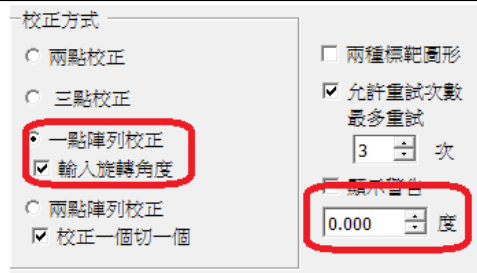 校正方式
兩點校正
三點校正
一點陣列校正
輸入旋轉角度
兩點陣列校正
校正一個切一個
兩種標靶圖形
允許重試次數
最多重試
3 次
顯示警告
0.000 度